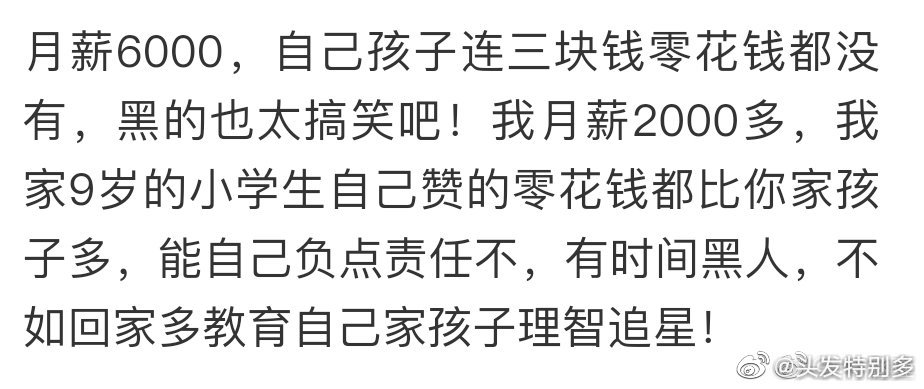 月薪6000，自己孩子连三块钱零花钱都没
有，黑的也太搞笑吧！我月薪2000多，我
家9岁的小学生自己赞的零花钱都比你家孩
子多，能自己负点责任不，有时间黑人，不
如回家多教育自己家孩子理智追星！
@头发特别多